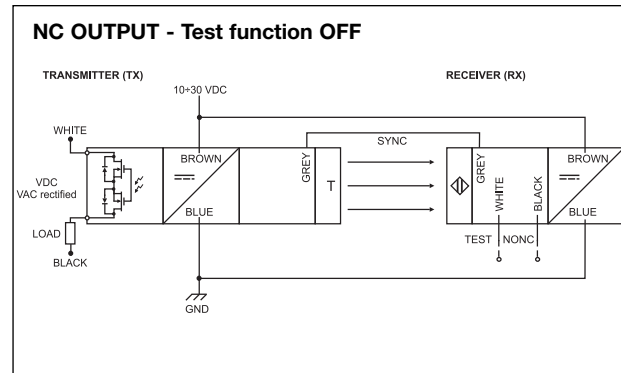 NC OUTPUT - Test function OFF
TRANSMITTER (TX)
RECEIVER (RX)
10÷30 VDC
SYNC
WHITE
VDC
VAC rectified
LOAD
BLACK
BROWN
BLUE
GREY
T
GREY
WHITE
BLACK
BROWN
BLUE
TEST
NONC
GND